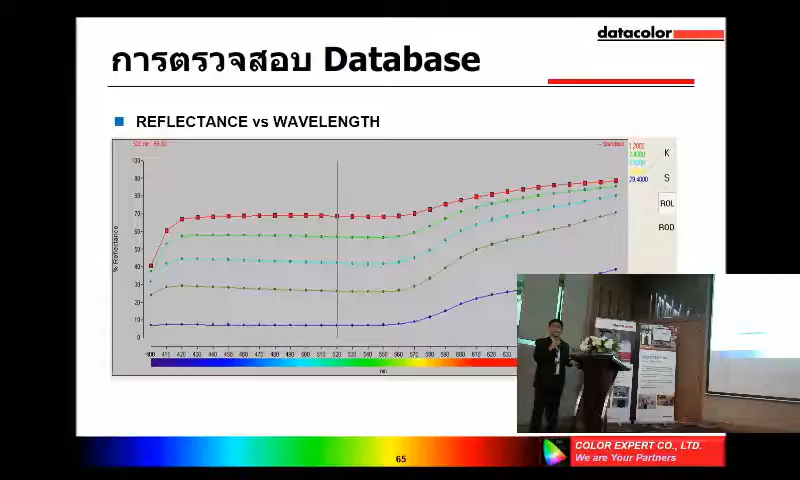 datacolor
การตรวจสอบ Database
REFLECTANCE vs WAVELENGTH
% Reflectance
100
90
80
70
60
50
40
30
20
10
0
400 410 420 430 440 450 460 470 480 490 500 510 520 530 540 550 560 570 580 590 600 610 620 630
nm
29.4000
K
S
ROL
ROD
65
COLOR EXPERT CO., LTD.
We are Your Partners